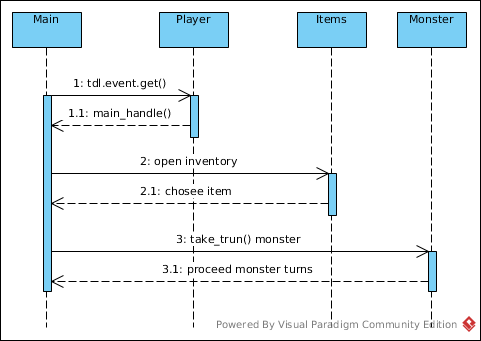 Main Player Items Monster
1: tdl.event.get()
1.1: main_handle()
2: open inventory
2.1: chosee item
3: take_trun() monster
3.1: proceed monster turns
Powered By Visual Paradigm Community Edition